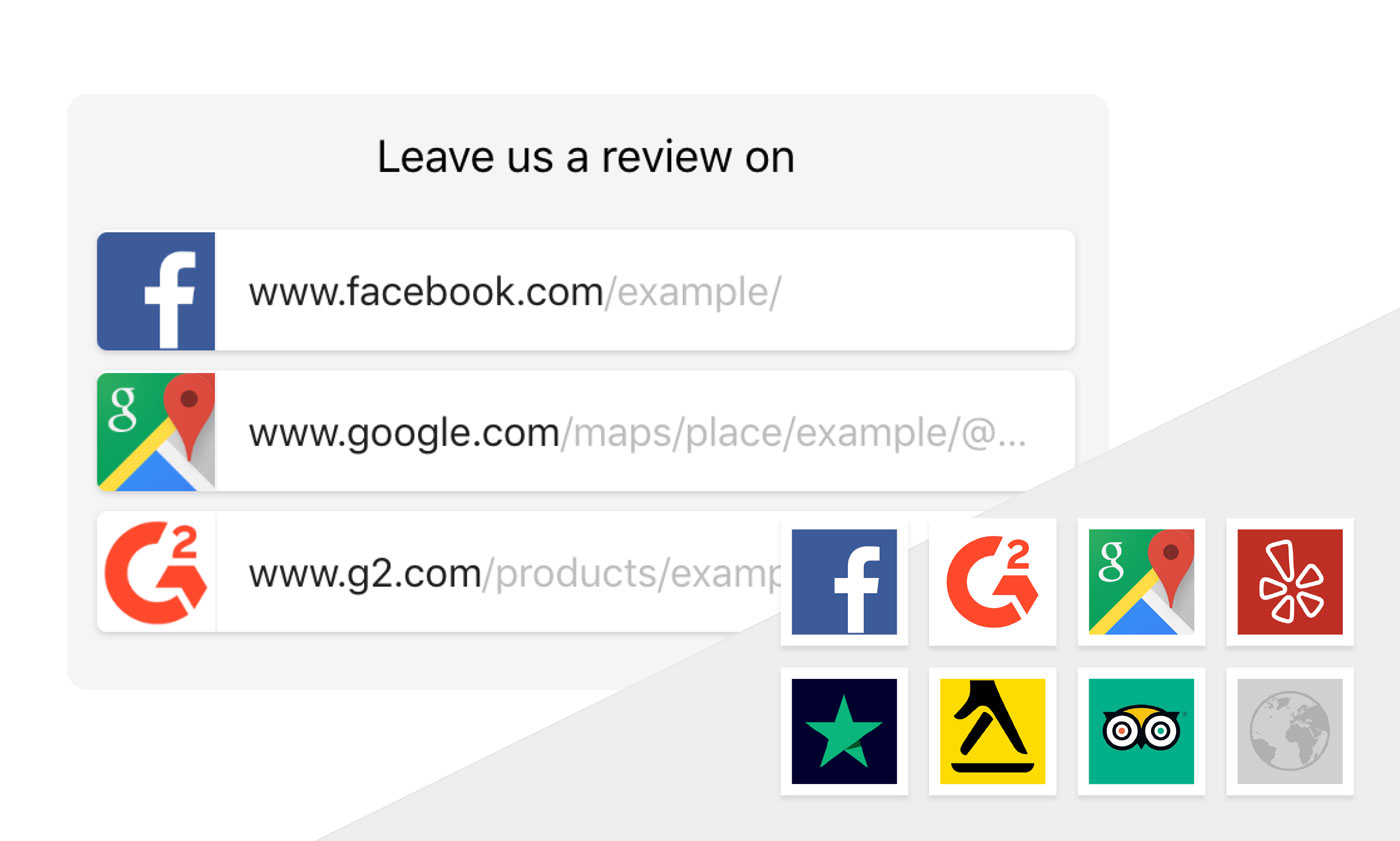 Leave us a review on
www.facebook.com/example/
www.google.com/maps/place/example/@...
www.g2.com/products/examp